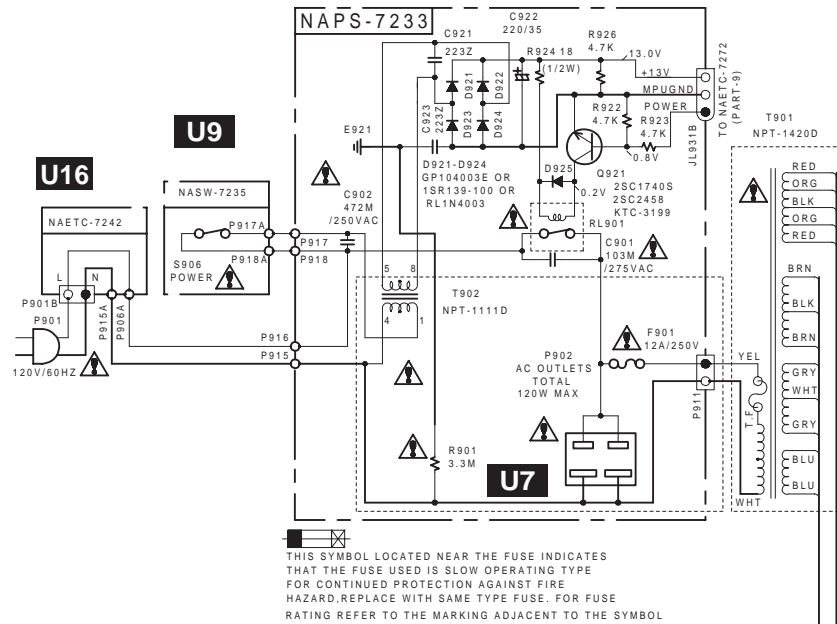 NAPS-7233
C922
220/35
C921
223Z
R924 18
(1/2W)
R926
4.7K
13.0V
+13V
MPUGND
POWER
JL931B
TO NAETC-7272
(PART-9)
D921
D922
D923
D924
C923
223Z
R922
4.7K
R923
4.7K
0.8V
E921
D921-D924
GP104003E OR
1SR139-100 OR
RL1N4003
D925
0.2V
Q921
2SC1740S
2SC2458
KTC-3199
RL901
C901
103M
/275VAC
T901
NPT-1420D
RED
ORG
BLK
ORG
RED
BRN
BLK
BRN
GRY
WHT
GRY
BLU
BLU
U16
U9
NAETC-7242
NASW-7235
P917A
P918A
S906
POWER
P917
P918
C902
472M
/250VAC
L
N
P901B
P901
P915A
P906A
120V/60HZ
P916
P915
5
8
4
1
T902
NPT-1111D
F901
12A/250V
P902
AC OUTLETS
TOTAL
120W MAX
YEL
P911
T.F
WHT
R901
3.3M
U7
THIS SYMBOL LOCATED NEAR THE FUSE INDICATES
THAT THE FUSE USED IS SLOW OPERATING TYPE
FOR CONTINUED PROTECTION AGAINST FIRE
HAZARD,REPLACE WITH SAME TYPE FUSE. FOR FUSE
RATING REFER TO THE MARKING ADJACENT TO THE SYMBOL